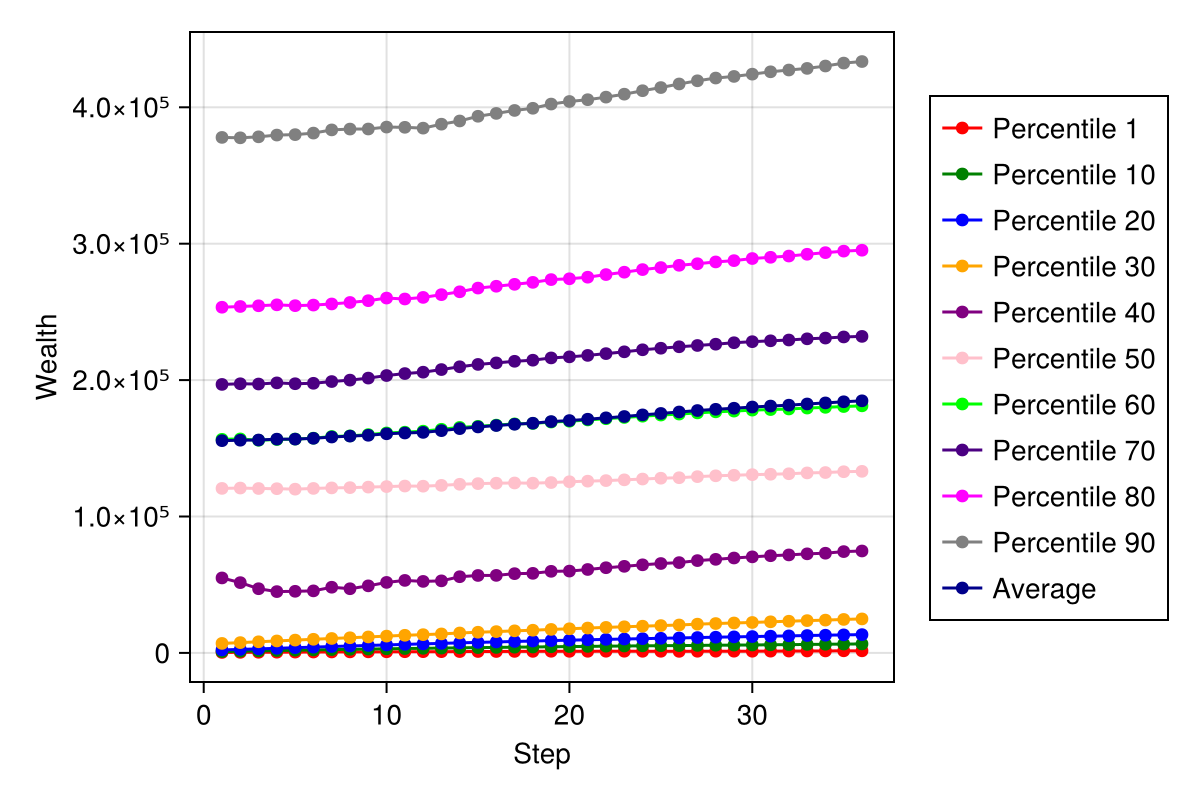 4.0×10⁵
3.0×10⁵
2.0×10⁵
1.0×10⁵
0
Wealth
0 10 20 30
Step
Percentile 1
Percentile 10
Percentile 20
Percentile 30
Percentile 40
Percentile 50
Percentile 60
Percentile 70
Percentile 80
Percentile 90
Average